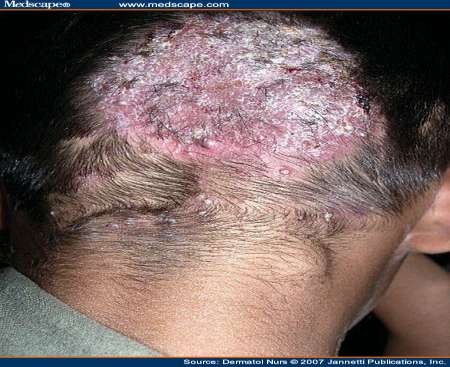 Medscape® www.medscape.com
Source: Dermatol Nurs © 2007 Jannetti Publications, Inc.